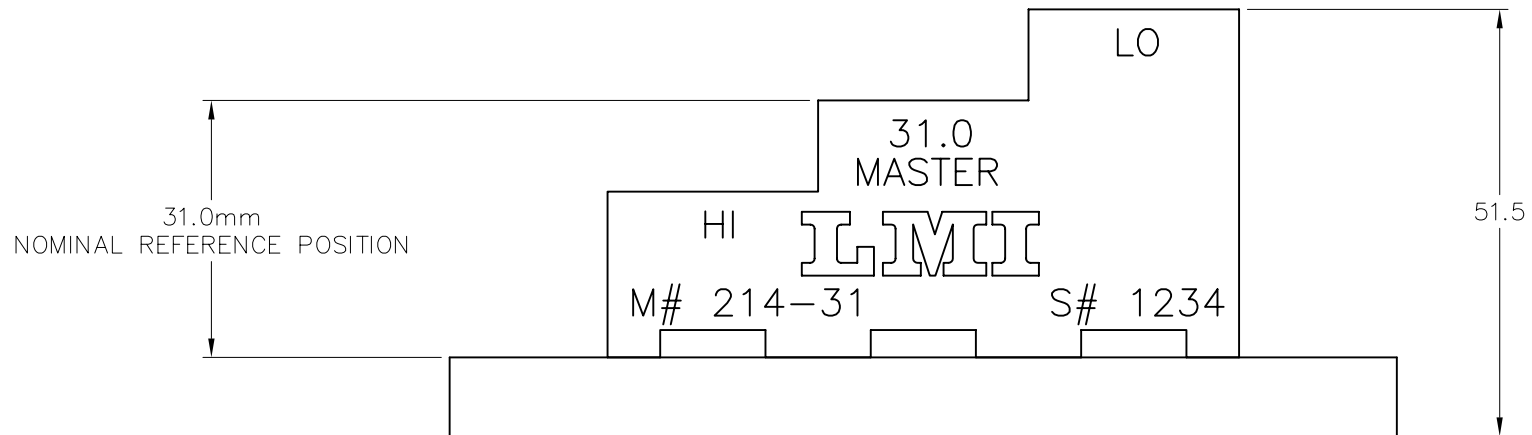 LO
31.0
MASTER
31.0mm
NOMINAL REFERENCE POSITION
51.5
HI
LMI
M# 214-31
S# 1234